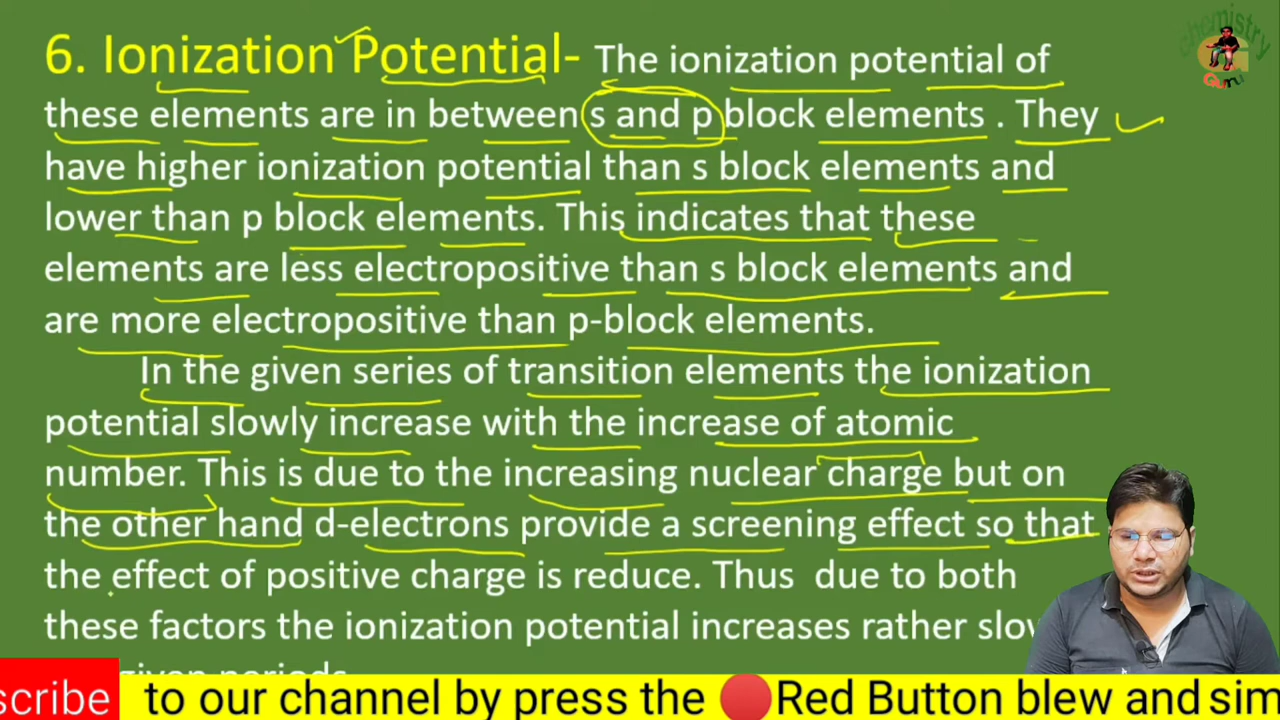 6. Ionization Potential- The ionization potential of
these elements are in between s and p block elements . They
have higher ionization potential than s block elements and
lower than p block elements. This indicates that these
elements are less electropositive than s block elements and
are more electropositive than p-block elements.
In the given series of transition elements the ionization
potential slowly increase with the increase of atomic
number. This is due to the increasing nuclear charge but on
the other hand d-electrons provide a screening effect so that
the effect of positive charge is reduce. Thus due to both
these factors the ionization potential increases rather
given periods
scribe to our channel by press the Red Button blew and sim
chemistry
Guru